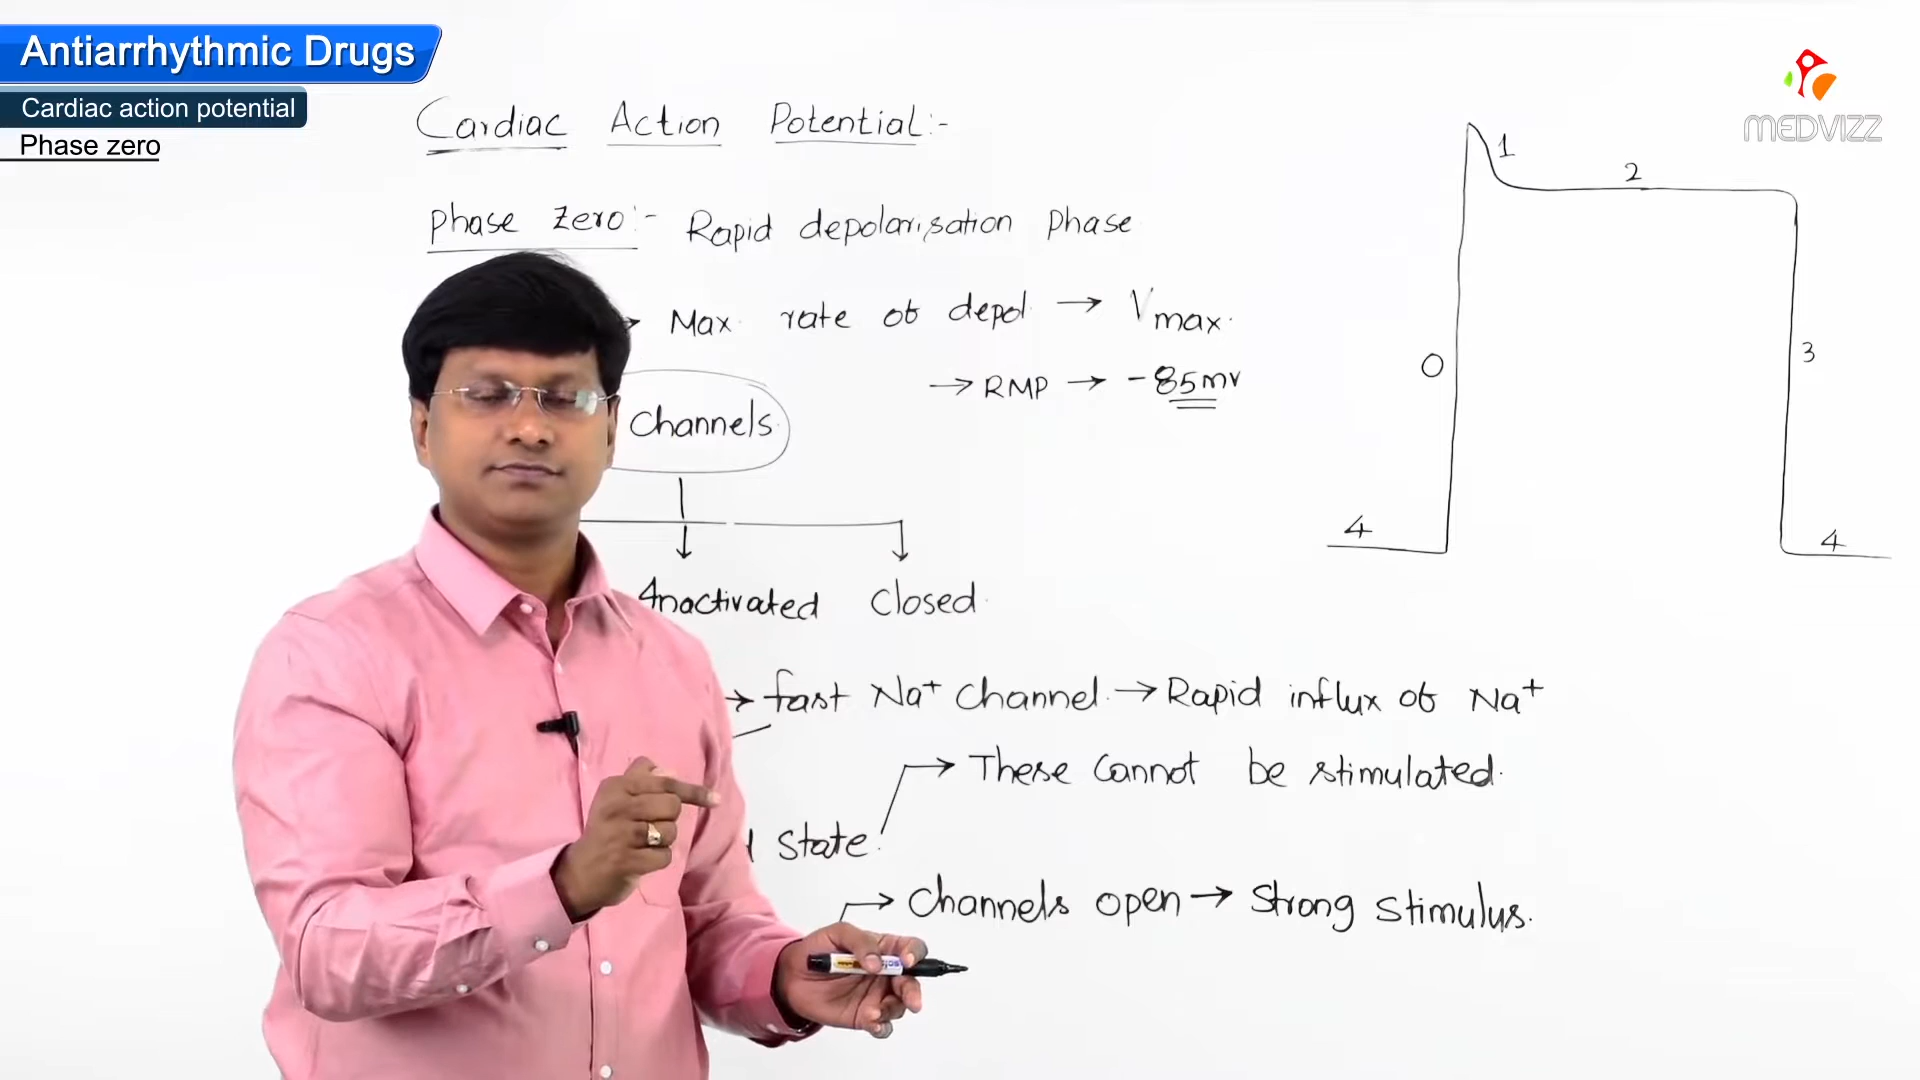 Antiarrhythmic Drugs
Cardiac action potential
Phase zero
MEDVIZZ
Cardiac Action Potential:-
Phase Zero:- Rapid depolarisation Phase
→ Max. rate of depol → Vmax.
→ RMP → -85mv
Channels
Inactivated Closed
→ fast Na+ Channel → Rapid influx of Na+
→ These Cannot be stimulated.
State
→ Channels open → Strong Stimulus.
1
2
0
3
4
4